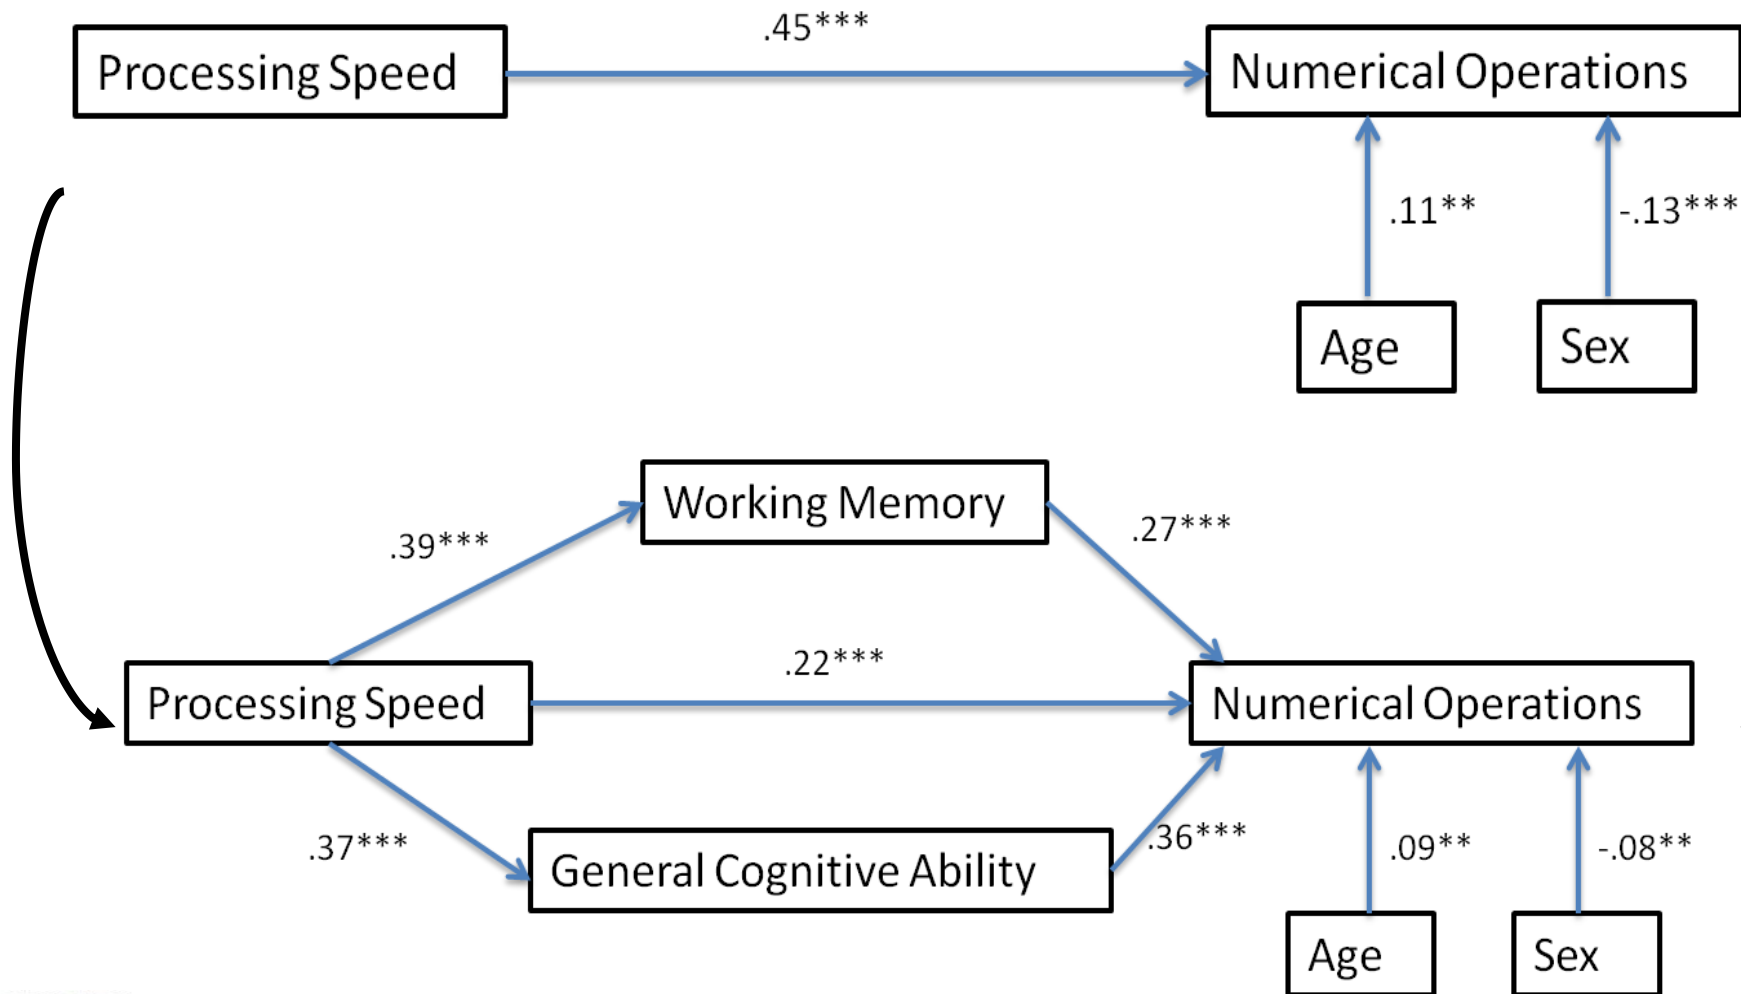 .45***
Processing Speed
Numerical Operations
.11**
-.13***
Age
Sex
Working Memory
.39***
.27***
.22***
Processing Speed
Numerical Operations
.37***
General Cognitive Ability
.36***
.09**
-.08**
Age
Sex